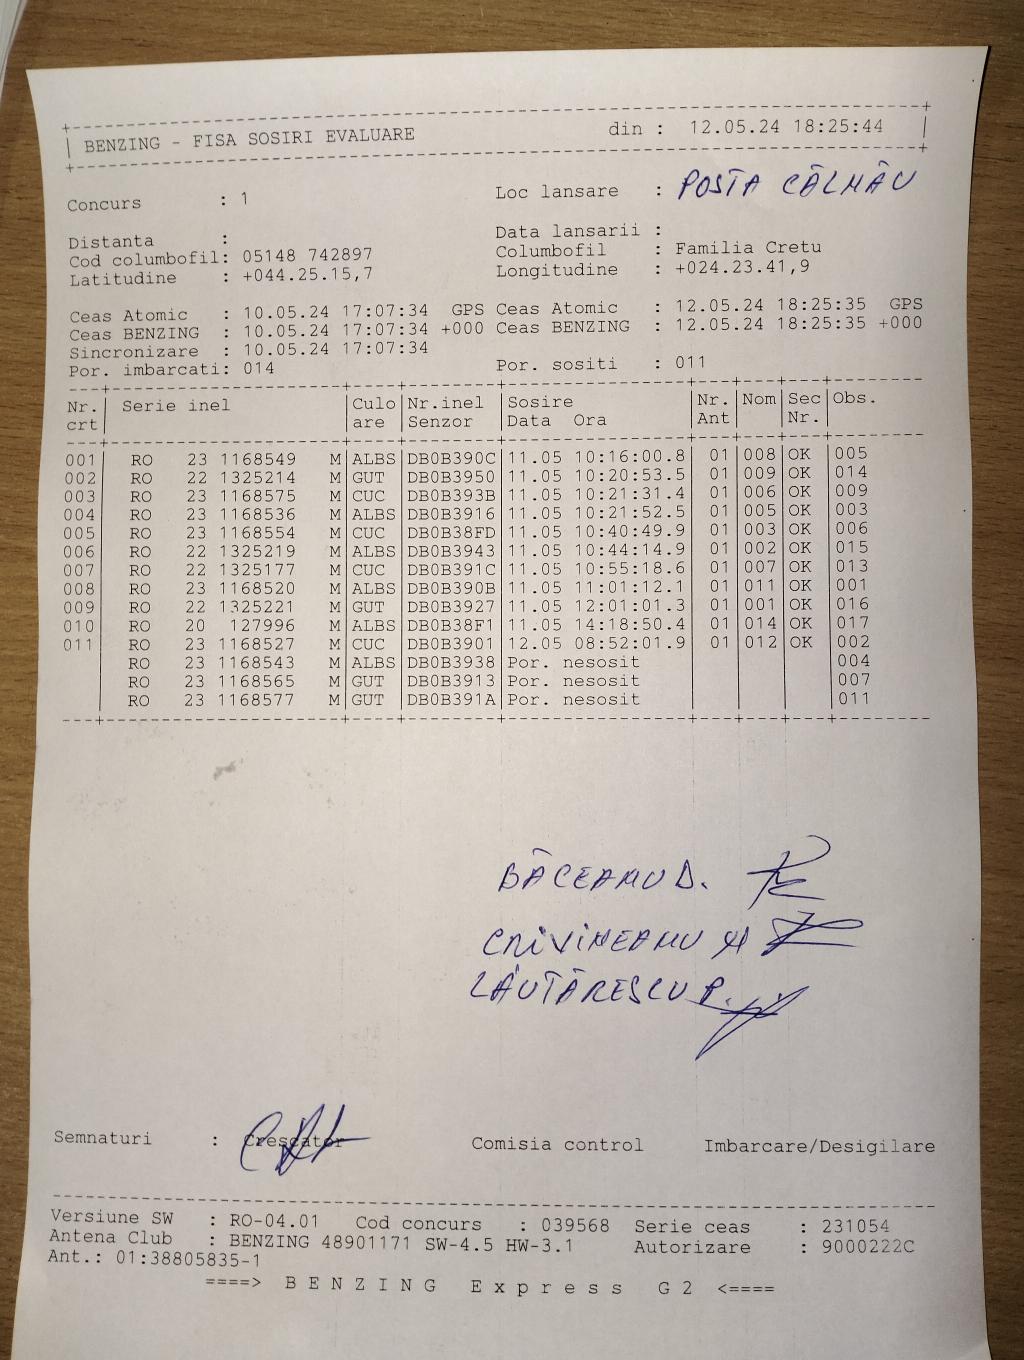 BENZING - FISA SOSIRI EVALUARE din : 12.05.24 18:25:44
Concurs : 1 Loc lansare : POSTA CÂLNĂU
Distanta : Data lansarii :
Cod columbofil: 05148 742897 Columbofil : Familia Cretu
Latitudine : +044.25.15,7 Longitudine : +024.23.41,9
Ceas Atomic : 10.05.24 17:07:34 GPS Ceas Atomic : 12.05.24 18:25:35 GPS
Ceas BENZING : 10.05.24 17:07:34 +000 Ceas BENZING : 12.05.24 18:25:35 +000
Sincronizare : 10.05.24 17:07:34
Por. imbarcati: 014 Por. sositi : 011
Nr. Serie inel Culo Nr.inel Sosire Nr. Nom Sec Obs.
crt are Senzor Data Ora Ant Nr.
001 RO 23 1168549 M ALBS DB0B390C 11.05 10:16:00.8 01 008 OK 005
002 RO 22 1325214 M GUT DB0B3950 11.05 10:20:53.5 01 009 OK 014
003 RO 23 1168575 M CUC DB0B393B 11.05 10:21:31.4 01 006 OK 009
004 RO 23 1168536 M ALBS DB0B3916 11.05 10:21:52.5 01 005 OK 003
005 RO 23 1168554 M CUC DB0B38FD 11.05 10:40:49.9 01 003 OK 006
006 RO 22 1325219 M ALBS DB0B3943 11.05 10:44:14.9 01 002 OK 015
007 RO 22 1325177 M CUC DB0B391C 11.05 10:55:18.6 01 007 OK 013
008 RO 23 1168520 M ALBS DB0B390B 11.05 11:01:12.1 01 011 OK 001
009 RO 22 1325221 M GUT DB0B3927 11.05 12:01:01.3 01 001 OK 016
010 RO 20 127996 M ALBS DB0B38F1 11.05 14:18:50.4 01 014 OK 017
011 RO 23 1168527 M CUC DB0B3901 12.05 08:52:01.9 01 012 OK 002
RO 23 1168543 M ALBS DB0B3938 Por. nesosit 004
RO 23 1168565 M GUT DB0B3913 Por. nesosit 007
RO 23 1168577 M GUT DB0B391A Por. nesosit 011
BĂCEANU D.
CRIVINEANU
LĂUTĂRESCU P.
Semnaturi : Crescator Comisia control Imbarcare/Desigilare
Versiune SW : RO-04.01 Cod concurs : 039568 Serie ceas : 231054
Antena Club : BENZING 48901171 SW-4.5 HW-3.1 Autorizare : 9000222C
Ant.: 01:38805835-1
====> B E N Z I N G E x p r e s s G 2 <====